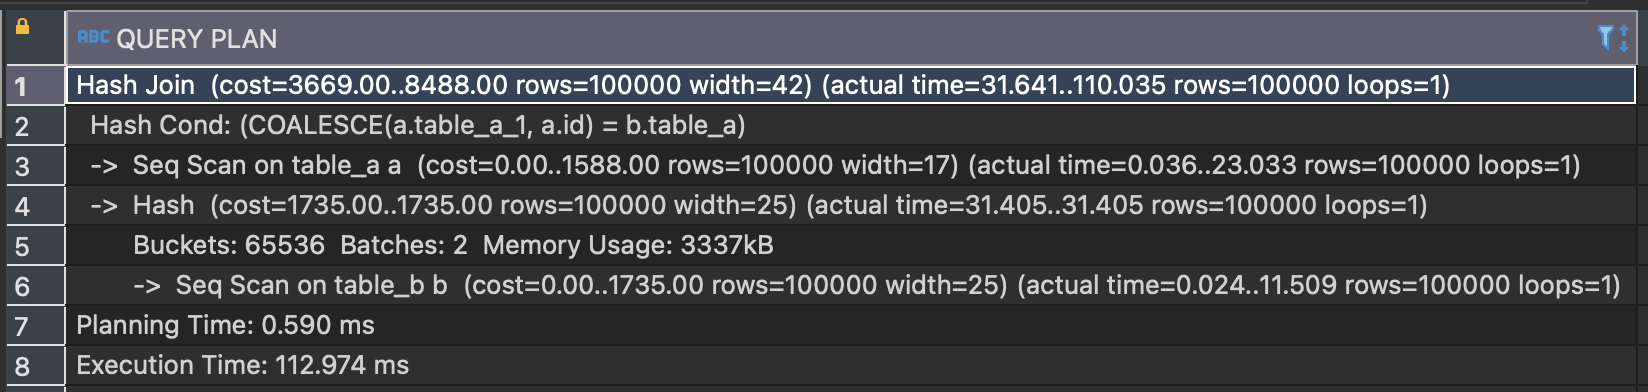 ABC QUERY PLAN
1 Hash Join (cost=3669.00..8488.00 rows=100000 width=42) (actual time=31.641..110.035 rows=100000 loops=1)
2 Hash Cond: (COALESCE(a.table_a_1, a.id) = b.table_a)
3 -> Seq Scan on table_a a (cost=0.00..1588.00 rows=100000 width=17) (actual time=0.036..23.033 rows=100000 loops=1)
4 -> Hash (cost=1735.00..1735.00 rows=100000 width=25) (actual time=31.405..31.405 rows=100000 loops=1)
5 Buckets: 65536 Batches: 2 Memory Usage: 3337kB
6 -> Seq Scan on table_b b (cost=0.00..1735.00 rows=100000 width=25) (actual time=0.024..11.509 rows=100000 loops=1)
7 Planning Time: 0.590 ms
8 Execution Time: 112.974 ms